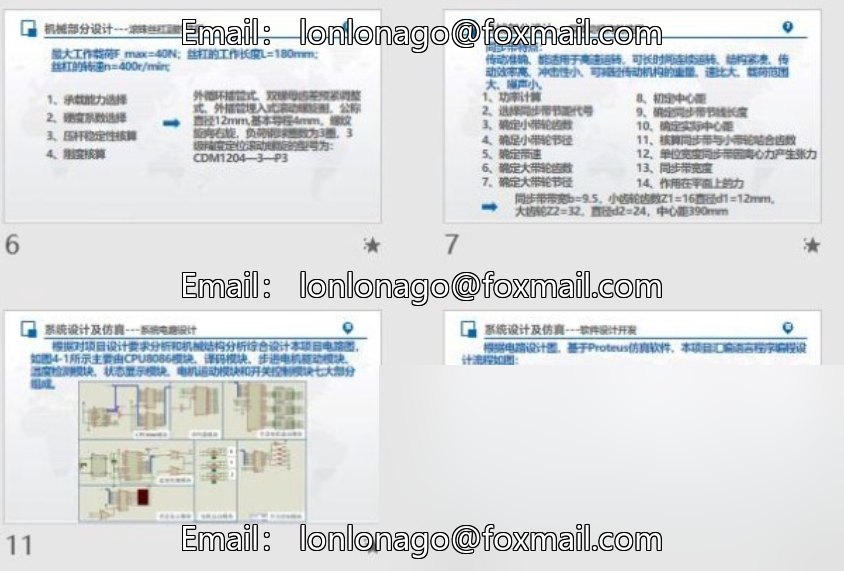 机械部分设计---滚珠丝杠
Email： lonlonago@foxmail.com
最大工作载荷F_max=40N；丝杠的工作长度L=180mm；
丝杠的转速n=400r/min;
1、承载能力选择
2、硬度系数选择
3、压杆稳定性核算
4、刚度核算
外循环插管式、双螺母齿差预紧调整
式、外插管埋入式滚动螺旋副，公称
直径12mm,基本导程4mm、螺纹
旋向右旋、负荷钢球圈数为3圈，3
级精度定位滚动螺旋的型号为：
CDM1204—3—P3
6
同步带特点：
传动准确，能适用于高速运转，可长时间连续运转，结构紧凑，传
动效率高、冲击性小、可减轻传动机构的重量，速比大、载荷范围
大、噪声小。
1、功率计算
2、选择同步带节距代号
3、确定小带轮齿数
4、确足小带轮节径
5、确定带速
6、确定大带轮齿数
7、确定大带轮节径
8、初定中心距
9、确定同步带节线长度
10、确定实际中心距
11、核算同步带与小带轮啮合齿数
12、单位宽度同步带因离心力产生张力
13、同步带宽度
14、作用在平面上的力
同步带带宽b=9.5，小齿轮齿数Z1=16直径d1=12mm，
大齿轮Z2=32，直径d2=24，中心距390mm
7
Email： lonlonago@foxmail.com
系统设计及仿真---系统电路设计
根据对项目设计要求分析和机械结构分析综合设计本项目电路图，
如图4-1所示主要由CPU8086模块、译码模块、步进电机驱动模块、
温度检测模块、状态显示模块、电机运动模块和开关控制模块七大部分
组成。
11
系统设计及仿真---软件设计开发
根据电路设计图，基于Proteus仿真软件，本项目汇编语言程序编程设
计流程如图：
Email： lonlonago@foxmail.com